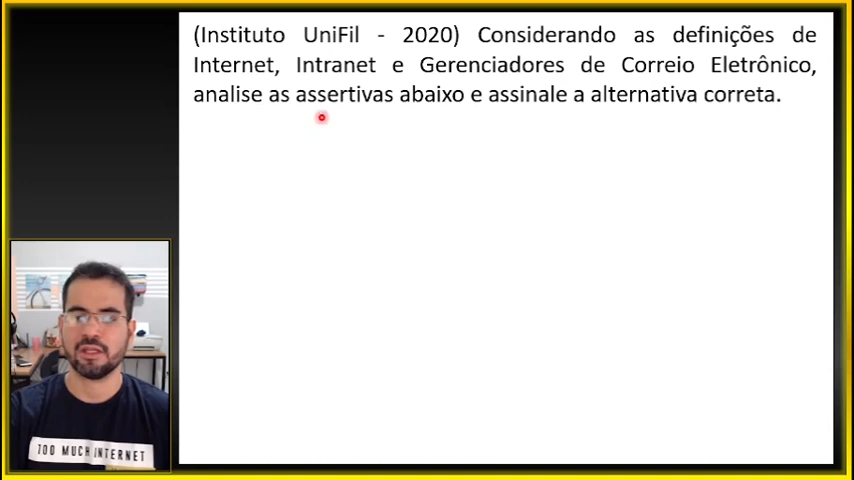 (Instituto UniFil - 2020) Considerando as definições de
Internet, Intranet e Gerenciadores de Correio Eletrônico,
analise as assertivas abaixo e assinale a alternativa correta.
TOO MUCH INTERNET